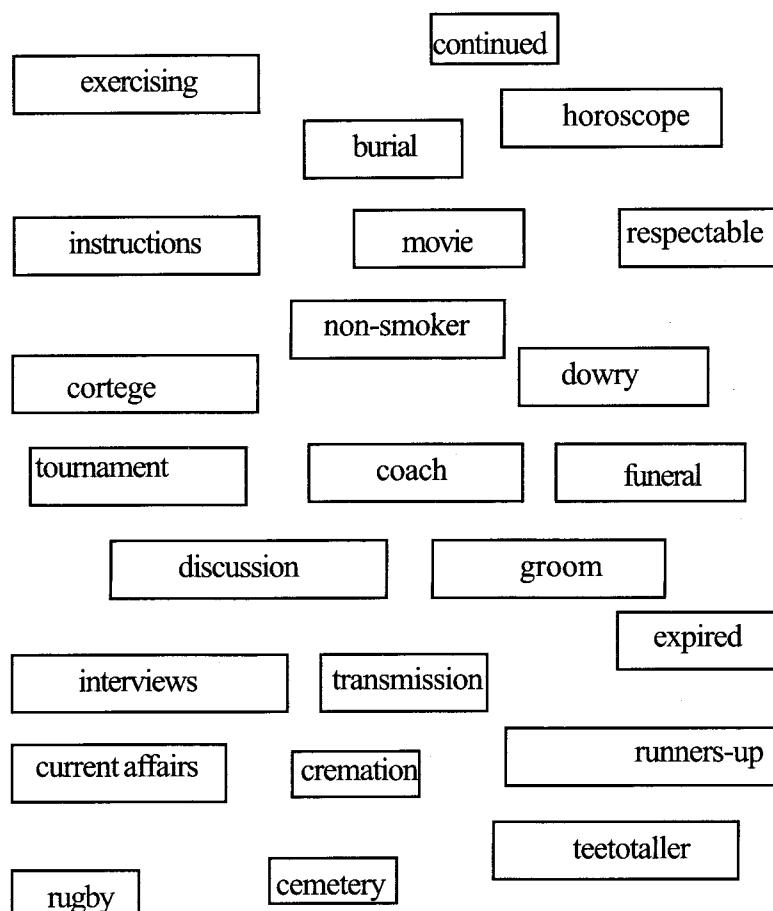 continued
exercising
horoscope
burial
instructions
movie
respectable
non-smoker
cortege
dowry
tournament
coach
funeral
discussion
groom
expired
interviews
transmission
current affairs
cremation
runners-up
teetotaller
rugby
cemetery